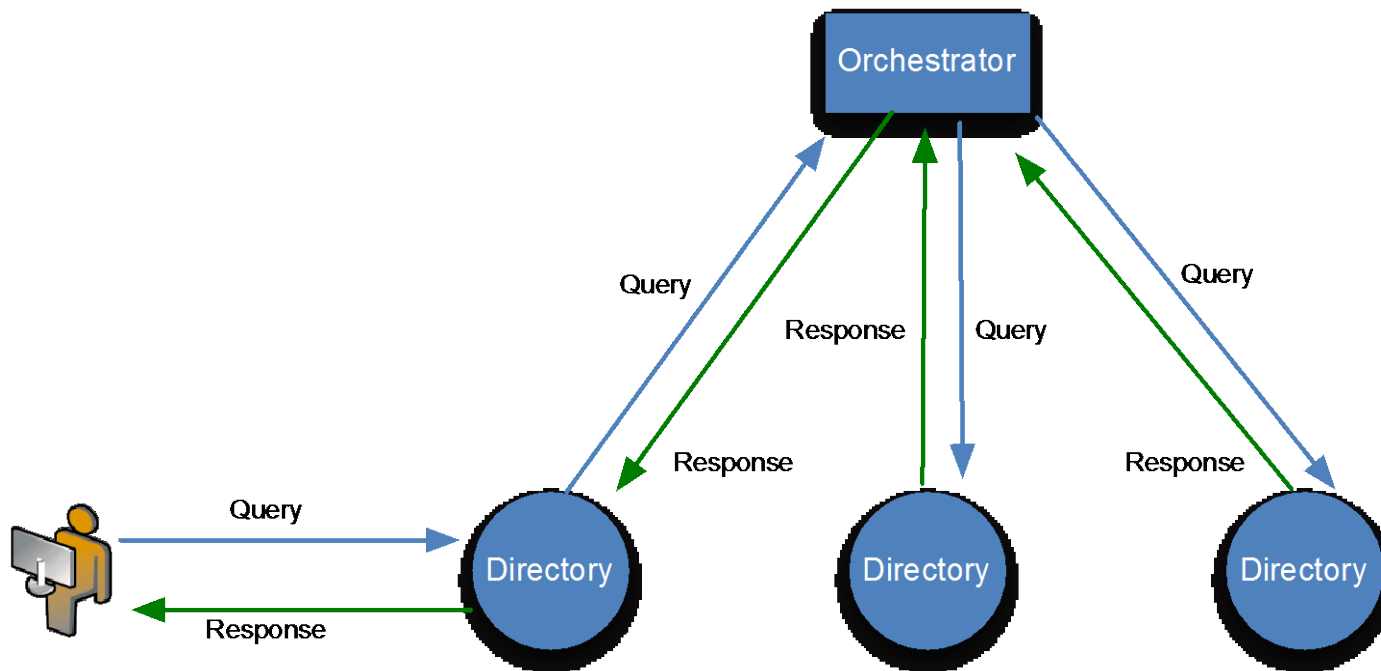 Orchestrator
Query
Query
Response
Query
Response
Response
Query
Directory
Directory
Directory
Response